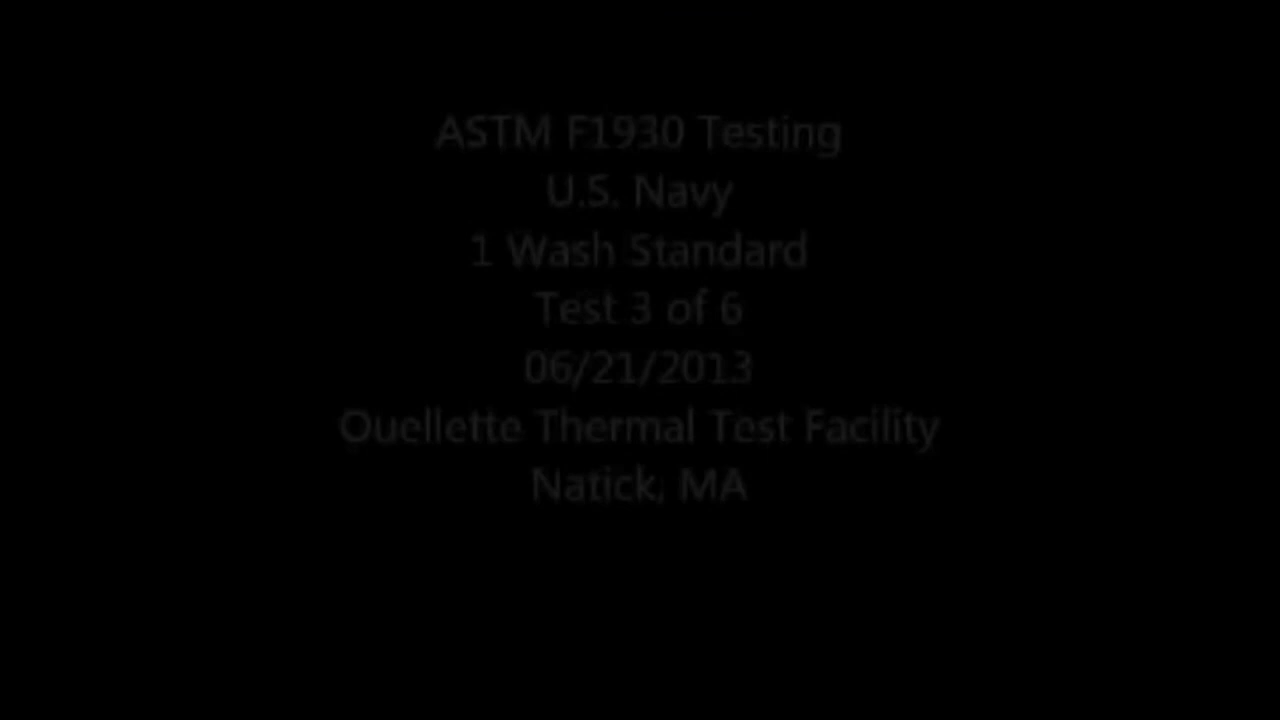 ASTM F1930 Testing
U.S. Navy
1 Wash Standard
Test 3 of 6
06/21/2013
Ouellette Thermal Test Facility
Natick, MA